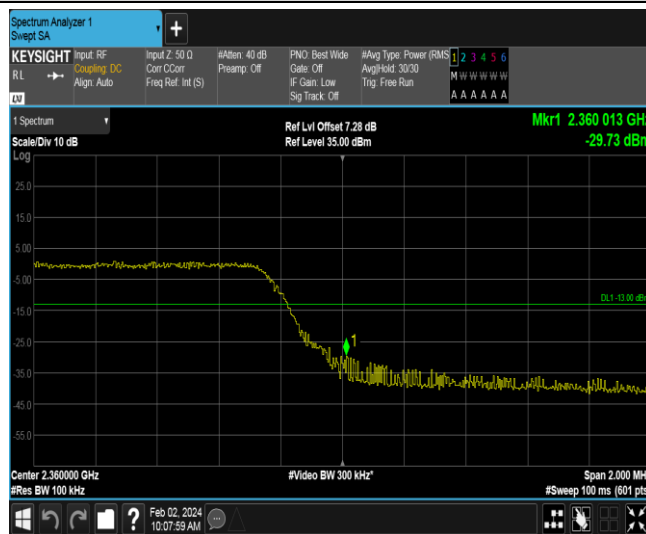 Spectrum Analyzer 1
Swept SA
KEYSIGHT
RL
LXI
Input: RF
Coupling: DC
Align: Auto
Input Z: 50 Ω
Corr CCorr
Freq Ref: Int (S)
#Atten: 40 dB
Preamp: Off
PNO: Best Wide
Gate: Off
IF Gain: Low
Sig Track: Off
#Avg Type: Power (RMS
Avg|Hold: 30/30
Trig: Free Run
1 2 3 4 5 6
M W W W W W
A A A A A A
1 Spectrum
Scale/Div 10 dB
Log
Ref Lvl Offset 7.28 dB
Ref Level 35.00 dBm
Mkr1 2.360 013 GHz
-29.73 dBm
25.0
15.0
5.00
-5.00
-15.0
-25.0
-35.0
-45.0
-55.0
DL1 -13.00 dBm
1
Center 2.360000 GHz
#Res BW 100 kHz
#Video BW 300 kHz*
Span 2.000 MH
#Sweep 100 ms (601 pts
?
Feb 02, 2024
10:07:59 AM